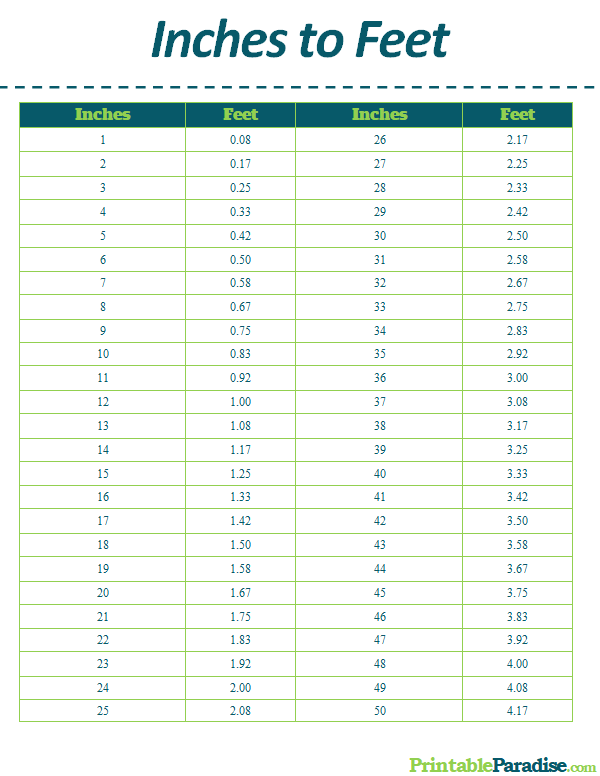 Inches to Feet
Inches Feet Inches Feet
1 0.08 26 2.17
2 0.17 27 2.25
3 0.25 28 2.33
4 0.33 29 2.42
5 0.42 30 2.50
6 0.50 31 2.58
7 0.58 32 2.67
8 0.67 33 2.75
9 0.75 34 2.83
10 0.83 35 2.92
11 0.92 36 3.00
12 1.00 37 3.08
13 1.08 38 3.17
14 1.17 39 3.25
15 1.25 40 3.33
16 1.33 41 3.42
17 1.42 42 3.50
18 1.50 43 3.58
19 1.58 44 3.67
20 1.67 45 3.75
21 1.75 46 3.83
22 1.83 47 3.92
23 1.92 48 4.00
24 2.00 49 4.08
25 2.08 50 4.17
PrintableParadise.com